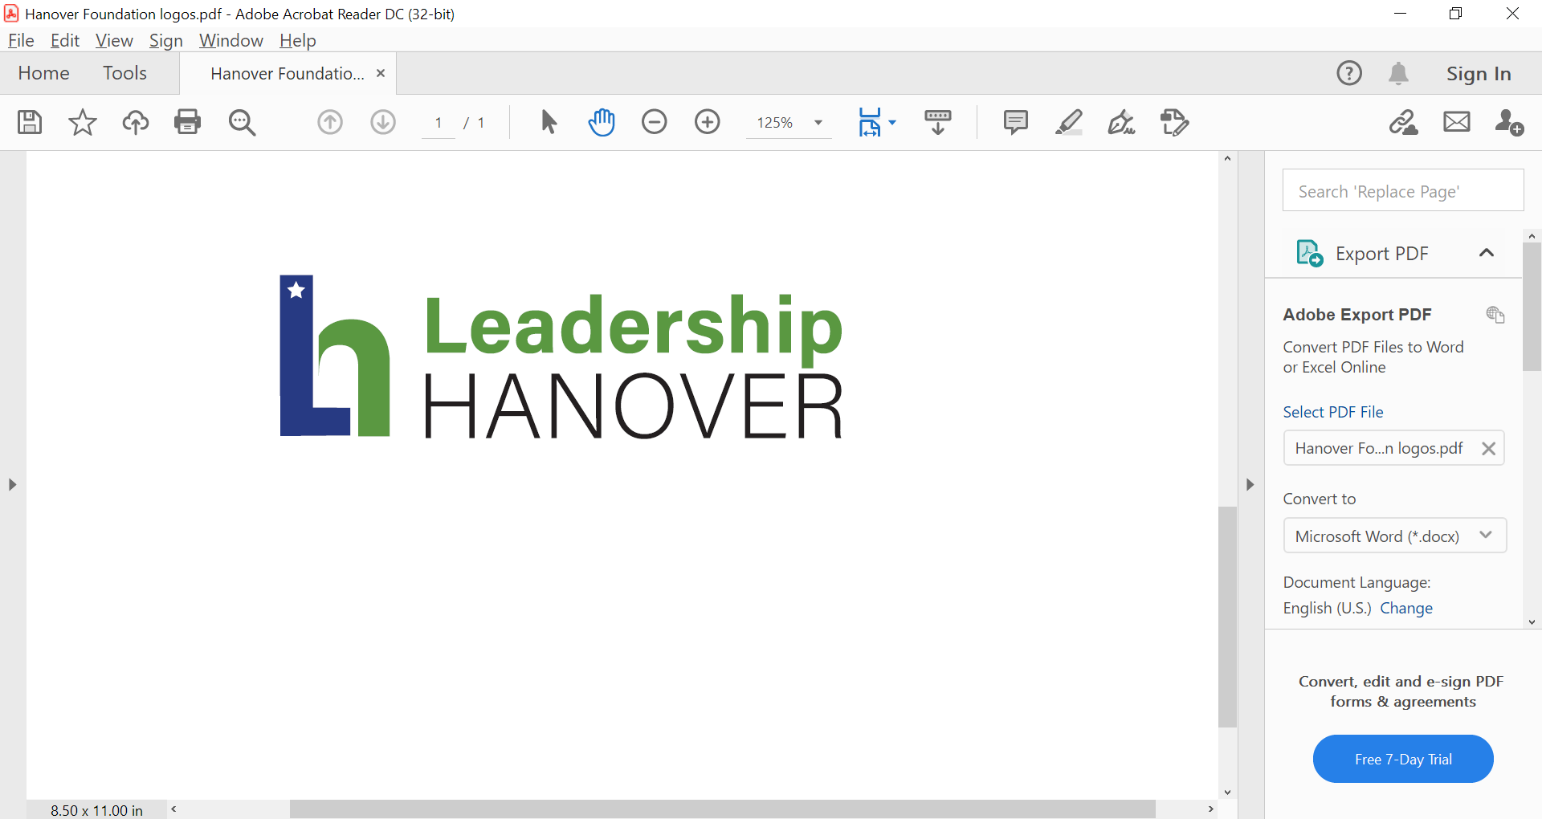 Hanover Foundation logos.pdf - Adobe Acrobat Reader DC (32-bit)
File Edit View Sign Window Help
Home Tools Hanover Foundatio... × ? Sign In
1 / 1 125%
Search 'Replace Page'
Export PDF
Adobe Export PDF
Convert PDF Files to Word
or Excel Online
Select PDF File
Hanover Fo...n logos.pdf
Convert to
Microsoft Word (*.docx)
Document Language:
English (U.S.) Change
Convert, edit and e-sign PDF
forms & agreements
Free 7-Day Trial
lh
Leadership
HANOVER
8.50 x 11.00 in